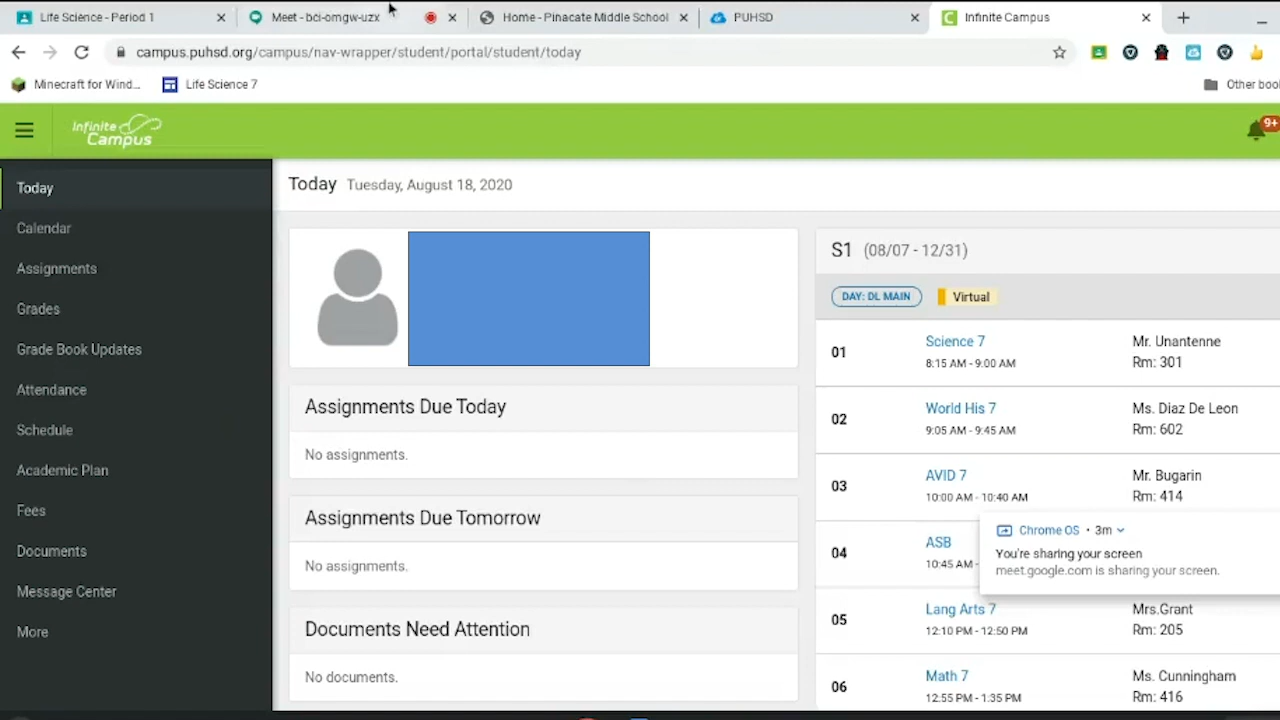 Life Science - Period 1
Meet - bci-omgw-uzx
Home - Pinacate Middle School
PUHSD
Infinite Campus
campus.puhsd.org/campus/nav-wrapper/student/portal/student/today
Minecraft for Wind...
Life Science 7
Other book
Infinite Campus
9+
Today
Calendar
Assignments
Grades
Grade Book Updates
Attendance
Schedule
Academic Plan
Fees
Documents
Message Center
More
Today Tuesday, August 18, 2020
Assignments Due Today
No assignments.
Assignments Due Tomorrow
No assignments.
Documents Need Attention
No documents.
S1 (08/07 - 12/31)
DAY: DL MAIN Virtual
01 Science 7 Mr. Unantenne
8:15 AM - 9:00 AM Rm: 301
02 World His 7 Ms. Diaz De Leon
9:05 AM - 9:45 AM Rm: 602
03 AVID 7 Mr. Bugarin
10:00 AM - 10:40 AM Rm: 414
04 ASB
10:45 AM -
Chrome OS • 3m
You're sharing your screen
meet.google.com is sharing your screen.
05 Lang Arts 7 Mrs.Grant
12:10 PM - 12:50 PM Rm: 205
06 Math 7 Ms. Cunningham
12:55 PM - 1:35 PM Rm: 416